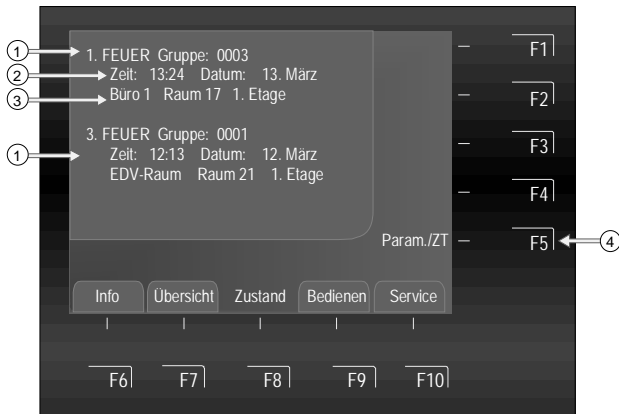 1
2
3
1
1. FEUER Gruppe: 0003
Zeit: 13:24 Datum: 13. März
Büro 1 Raum 17 1. Etage
3. FEUER Gruppe: 0001
Zeit: 12:13 Datum: 12. März
EDV-Raum Raum 21 1. Etage
Param./ZT
F1
F2
F3
F4
F5
4
Info Übersicht Zustand Bedienen Service
F6 F7 F8 F9 F10